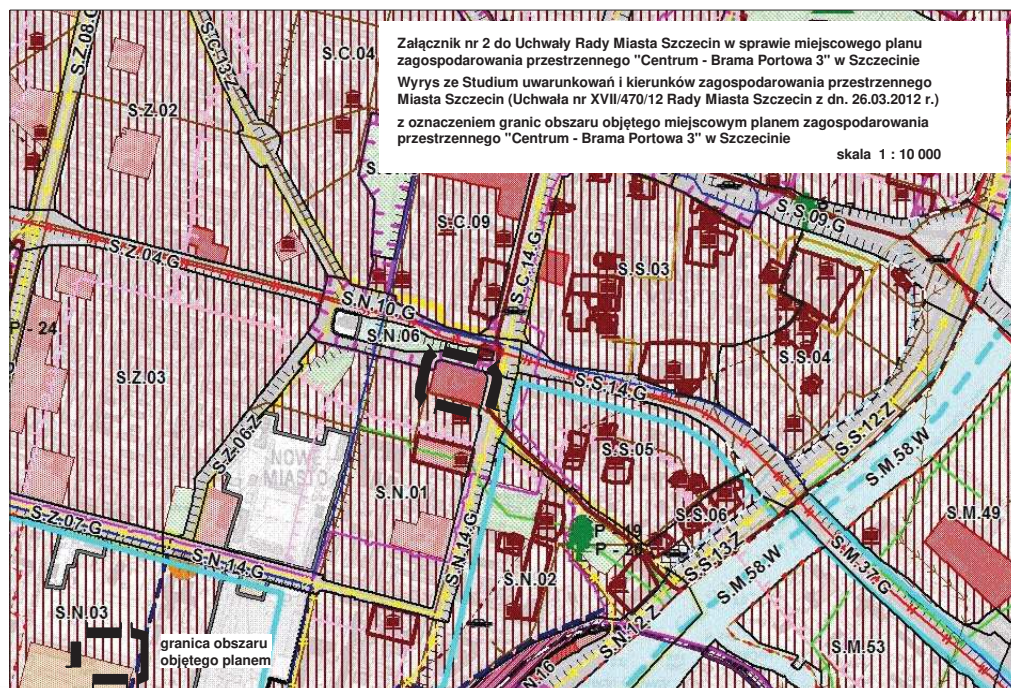 Załącznik nr 2 do Uchwały Rady Miasta Szczecin w sprawie miejscowego planu
zagospodarowania przestrzennego "Centrum - Brama Portowa 3" w Szczecinie
Wyrys ze Studium uwarunkowań i kierunków zagospodarowania przestrzennego
Miasta Szczecin (Uchwała nr XVII/470/12 Rady Miasta Szczecin z dn. 26.03.2012 r.)
z oznaczeniem granic obszaru objętego miejscowym planem zagospodarowania
przestrzennego "Centrum - Brama Portowa 3" w Szczecinie
skala 1 : 10 000
S.Z.08.G
S.C.13.Z
S.C.04
S.Z.02
S.C.09
S.S.09.G
S.Z.04.G
S.C.14.G
S.S.03
S.N.10.G
S.N.06
P - 24
S.Z.03
S.S.04
S.S.14.G
S.Z.06.Z
S.S.12.Z
S.S.05
S.M.58.W
NOWE
MIASTO
S.N.01
S.S.06
S.M.49
S.Z.07.G
S.N.14.G
S.N.14.G
P - 49
S.S.13.Z
S.M.58.W
S.M.37.G
S.N.02
S.N.03
S.N.12.Z
S.M.53
granica obszaru
objętego planem
N.16